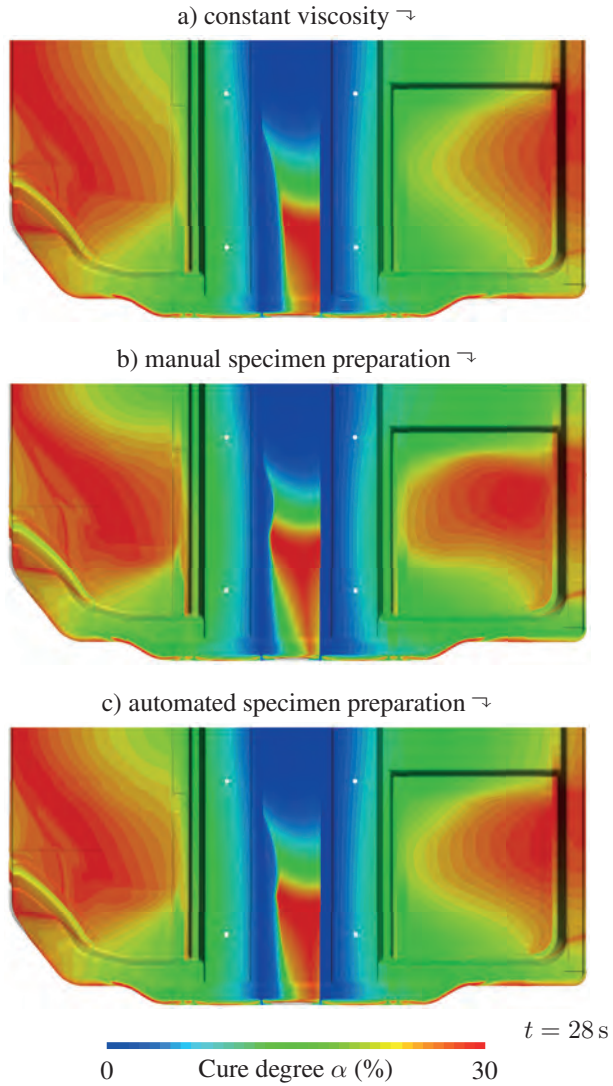 a) constant viscosity
b) manual specimen preparation
c) automated specimen preparation
t = 28 s
0 Cure degree α (%) 30